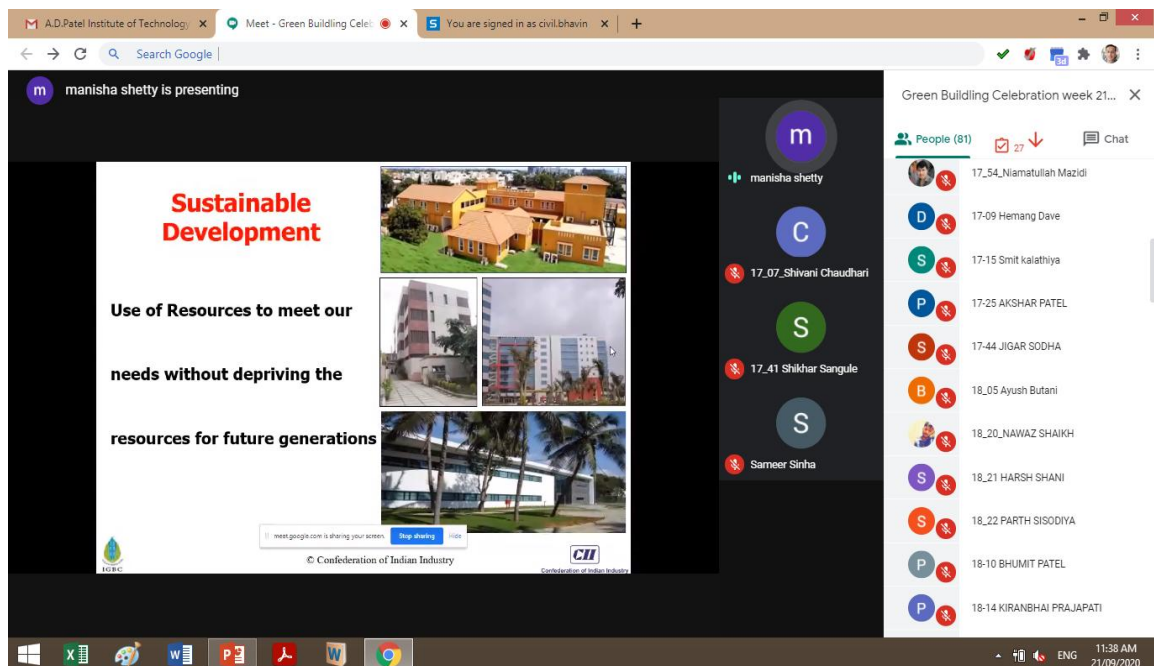 A.D.Patel Institute of Technology
Meet - Green Buildling Celeb
You are signed in as civil.bhavin
Search Google
3d
m
manisha shetty is presenting
Sustainable
Development
Use of Resources to meet our
needs without depriving the
resources for future generations
meet.google.com is sharing your screen.
Stop sharing
Hide
IGBC
© Confederation of Indian Industry
CII
Confederation of Indian Industry
m
manisha shetty
C
17_07_Shivani Chaudhari
S
17_41 Shikhar Sangule
S
Sameer Sinha
Green Buildling Celebration week 21...
People (81)
27
Chat
17_54_Niamatullah Mazidi
D
17-09 Hemang Dave
S
17-15 Smit kalathiya
P
17-25 AKSHAR PATEL
S
17-44 JIGAR SODHA
B
18_05 Ayush Butani
18_20_NAWAZ SHAIKH
S
18_21 HARSH SHANI
S
18_22 PARTH SISODIYA
P
18-10 BHUMIT PATEL
P
18-14 KIRANBHAI PRAJAPATI
ENG
11:38 AM
21/09/2020